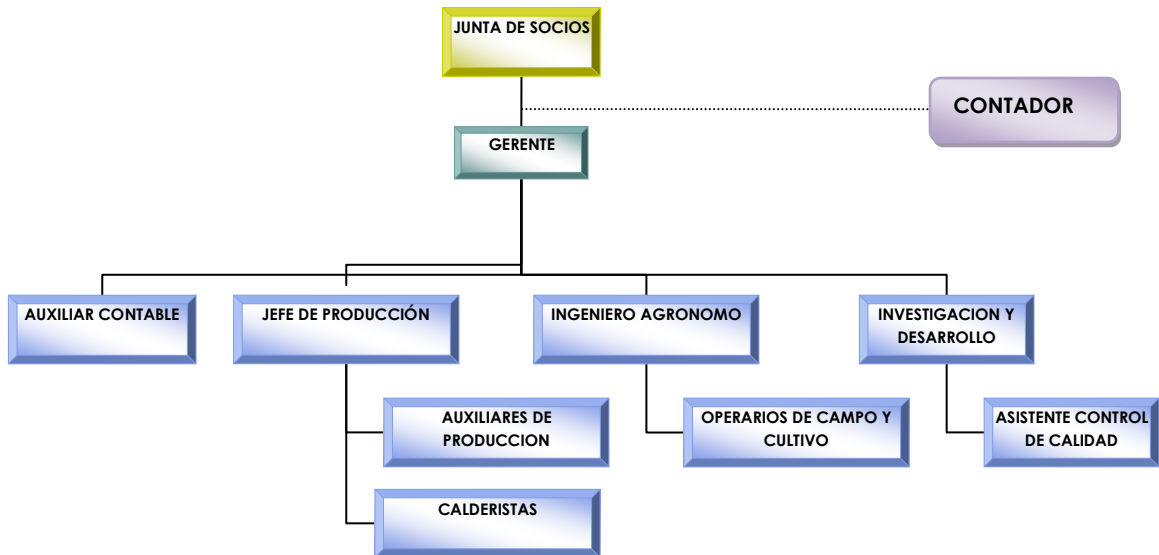 JUNTA DE SOCIOS
CONTADOR
GERENTE
AUXILIAR CONTABLE
JEFE DE PRODUCCIÓN
INGENIERO AGRONOMO
INVESTIGACION Y
DESARROLLO
AUXILIARES DE
PRODUCCION
OPERARIOS DE CAMPO Y
CULTIVO
ASISTENTE CONTROL
DE CALIDAD
CALDERISTAS